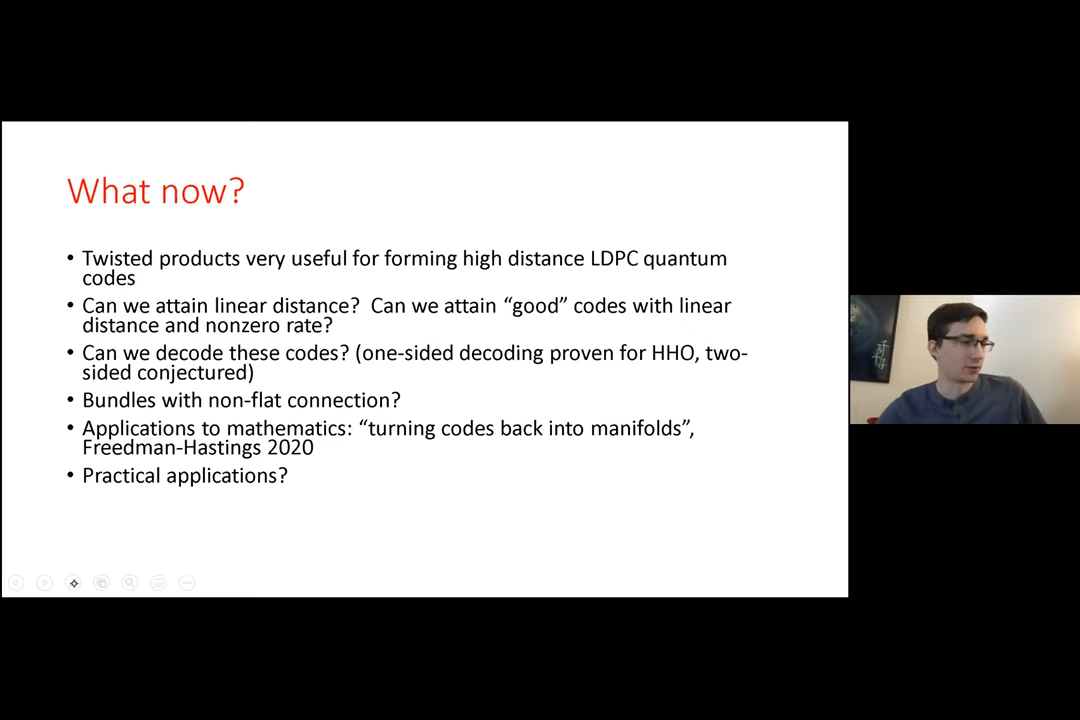 What now?
• Twisted products very useful for forming high distance LDPC quantum
codes
• Can we attain linear distance?  Can we attain “good” codes with linear
distance and nonzero rate?
• Can we decode these codes? (one-sided decoding proven for HHO, two-
sided conjectured)
• Bundles with non-flat connection?
• Applications to mathematics: “turning codes back into manifolds”,
Freedman-Hastings 2020
• Practical applications?